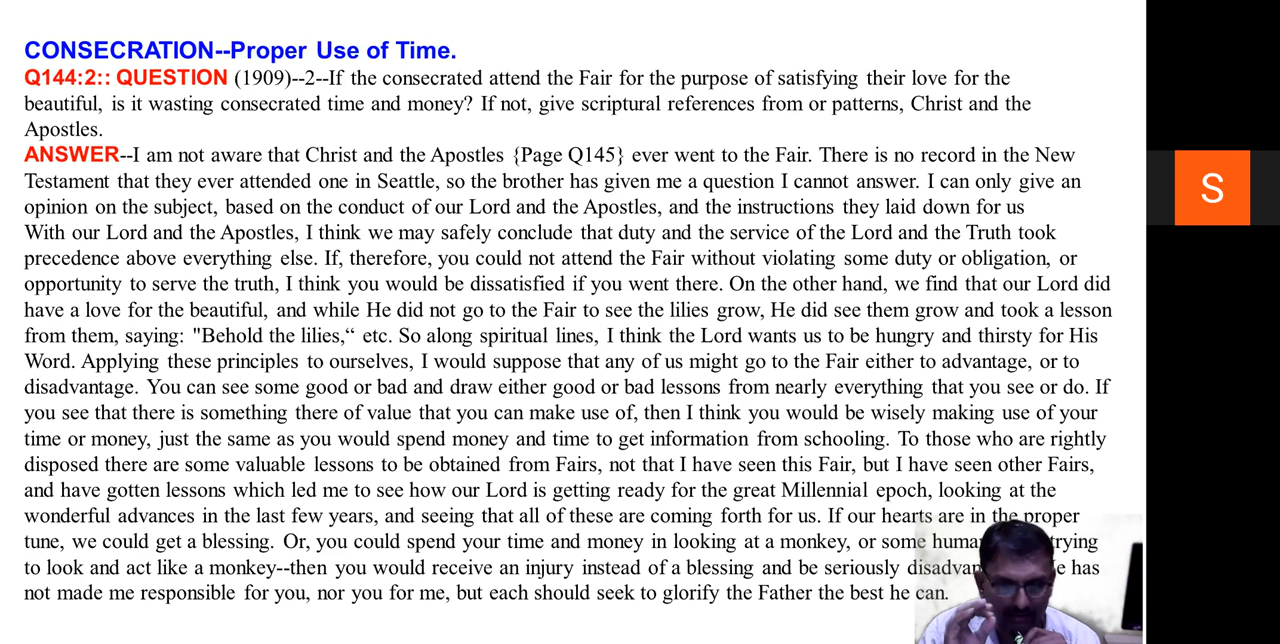 CONSECRATION--Proper Use of Time.
Q144:2:: QUESTION (1909)--2--If the consecrated attend the Fair for the purpose of satisfying their love for the
beautiful, is it wasting consecrated time and money? If not, give scriptural references from or patterns, Christ and the
Apostles.
ANSWER--I am not aware that Christ and the Apostles {Page Q145} ever went to the Fair. There is no record in the New
Testament that they ever attended one in Seattle, so the brother has given me a question I cannot answer. I can only give an
opinion on the subject, based on the conduct of our Lord and the Apostles, and the instructions they laid down for us
With our Lord and the Apostles, I think we may safely conclude that duty and the service of the Lord and the Truth took
precedence above everything else. If, therefore, you could not attend the Fair without violating some duty or obligation, or
opportunity to serve the truth, I think you would be dissatisfied if you went there. On the other hand, we find that our Lord did
have a love for the beautiful, and while He did not go to the Fair to see the lilies grow, He did see them grow and took a lesson
from them, saying: "Behold the lilies,“ etc. So along spiritual lines, I think the Lord wants us to be hungry and thirsty for His
Word. Applying these principles to ourselves, I would suppose that any of us might go to the Fair either to advantage, or to
disadvantage. You can see some good or bad and draw either good or bad lessons from nearly everything that you see or do. If
you see that there is something there of value that you can make use of, then I think you would be wisely making use of your
time or money, just the same as you would spend money and time to get information from schooling. To those who are rightly
disposed there are some valuable lessons to be obtained from Fairs, not that I have seen this Fair, but I have seen other Fairs,
and have gotten lessons which led me to see how our Lord is getting ready for the great Millennial epoch, looking at the
wonderful advances in the last few years, and seeing that all of these are coming forth for us. If our hearts are in the proper
tune, we could get a blessing. Or, you could spend your time and money in looking at a monkey, or some trying
to look and act like a monkey--then you would receive an injury instead of a blessing and be seriously has
not made me responsible for you, nor you for me, but each should seek to glorify the Father the best he can.
S